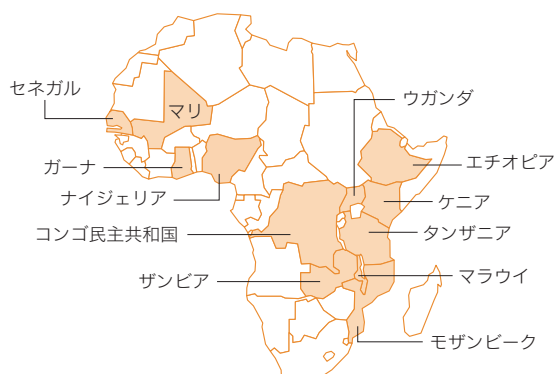 セネガル
マリ
ガーナ
ナイジェリア
コンゴ民主共和国
ザンビア
ウガンダ
エチオピア
ケニア
タンザニア
マラウイ
モザンビーク